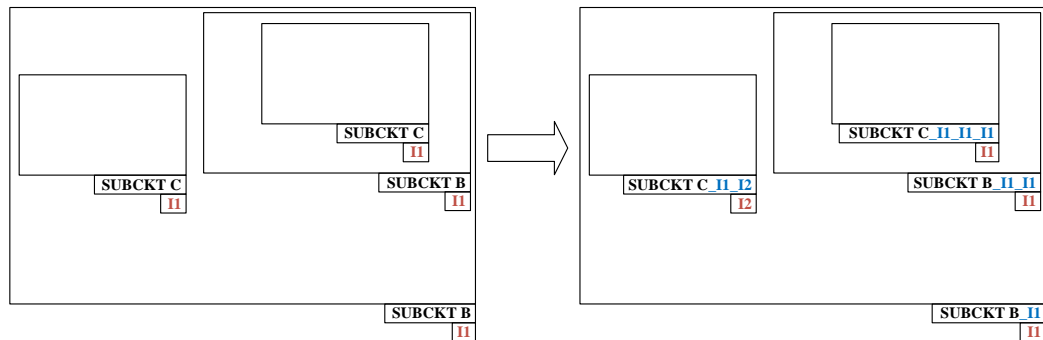 SUBCKT C
I1
SUBCKT C
I1
SUBCKT B
I1
SUBCKT B
I1
SUBCKT C_I1_I1_I1
I1
SUBCKT C_I1_I2
I2
SUBCKT B_I1_I1
I1
SUBCKT B_I1
I1